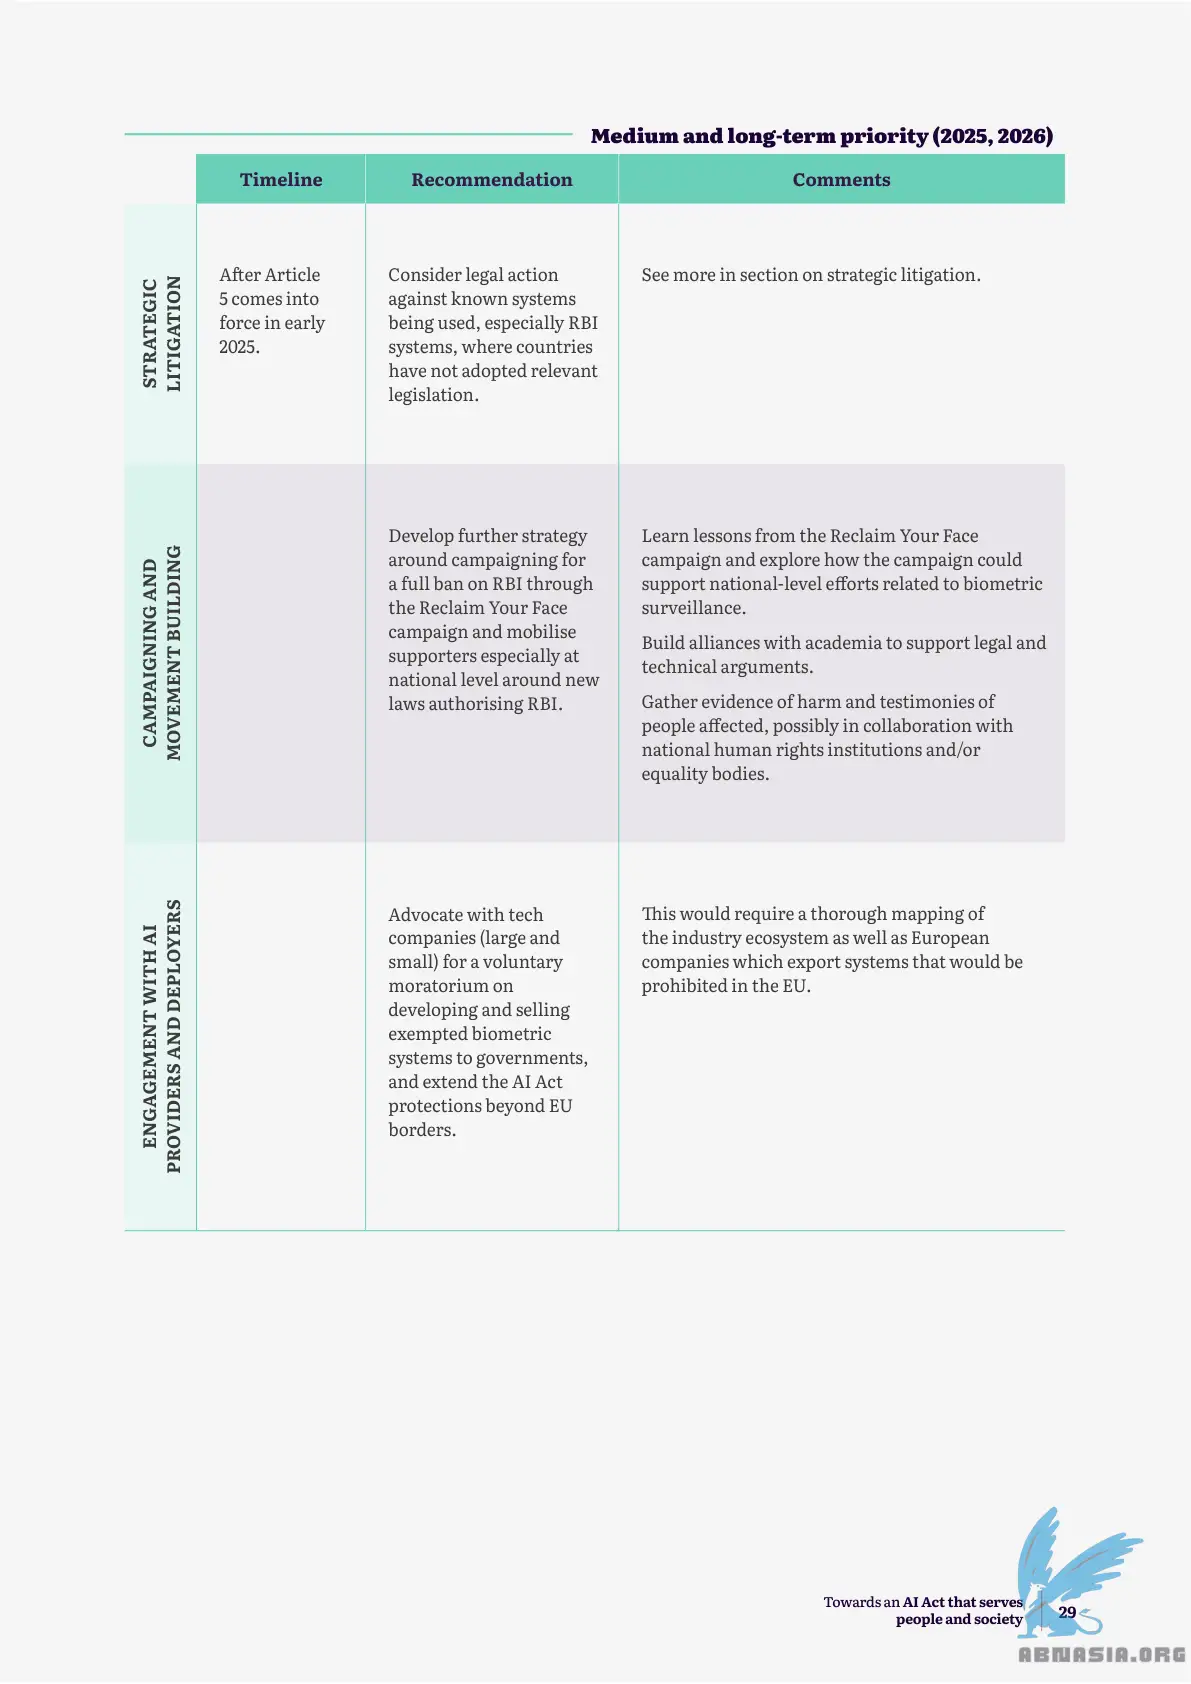 Medium and long-term priority (2025, 2026)
Timeline
Recommendation
Comments
STRATEGIC
LITIGATION
After Article
5 comes into
force in early
2025.
Consider legal action
against known systems
being used, especially RBI
systems, where countries
have not adopted relevant
legislation.
See more in section on strategic litigation.
CAMPAIGNING AND
MOVEMENT BUILDING
Develop further strategy
around campaigning for
a full ban on RBI through
the Reclaim Your Face
campaign and mobilise
supporters especially at
national level around new
laws authorising RBI.
Learn lessons from the Reclaim Your Face
campaign and explore how the campaign could
support national-level efforts related to biometric
surveillance.
Build alliances with academia to support legal and
technical arguments.
Gather evidence of harm and testimonies of
people affected, possibly in collaboration with
national human rights institutions and/or
equality bodies.
ENGAGEMENT WITH AI
PROVIDERS AND DEPLOYERS
Advocate with tech
companies (large and
small) for a voluntary
moratorium on
developing and selling
exempted biometric
systems to governments,
and extend the AI Act
protections beyond EU
borders.
This would require a thorough mapping of
the industry ecosystem as well as European
companies which export systems that would be
prohibited in the EU.
Towards an AI Act that serves
people and society
29
ABNASIA.ORG